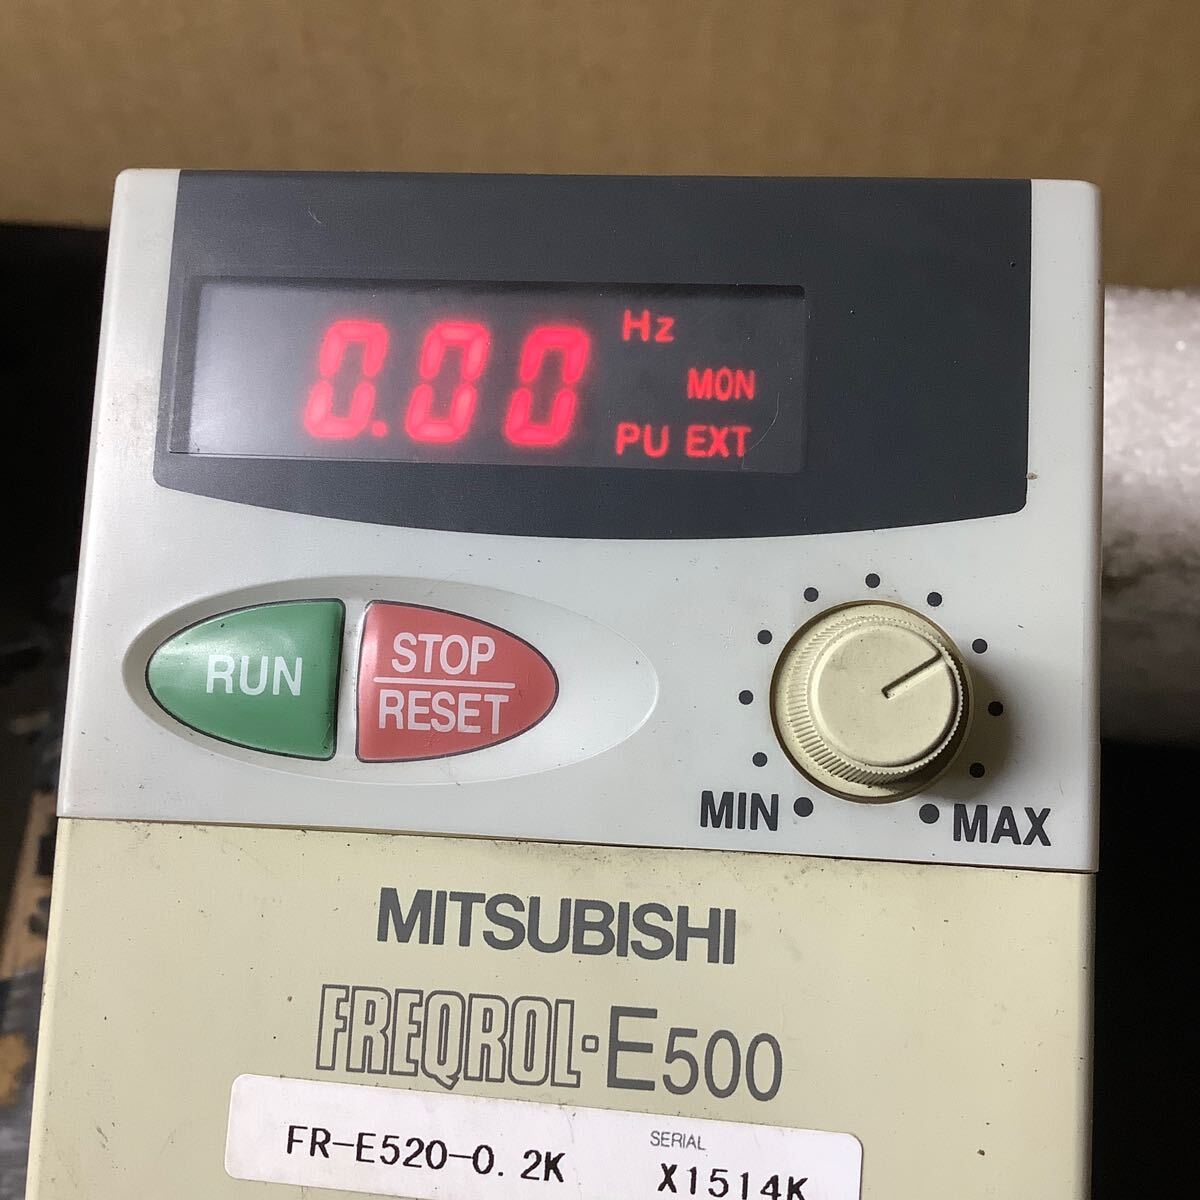 0.00 Hz
MON
PU EXT
RUN
STOP
RESET
MIN
MAX
MITSUBISHI
FREQROL-E500
SERIAL
FR-E520-0.2K X1514K